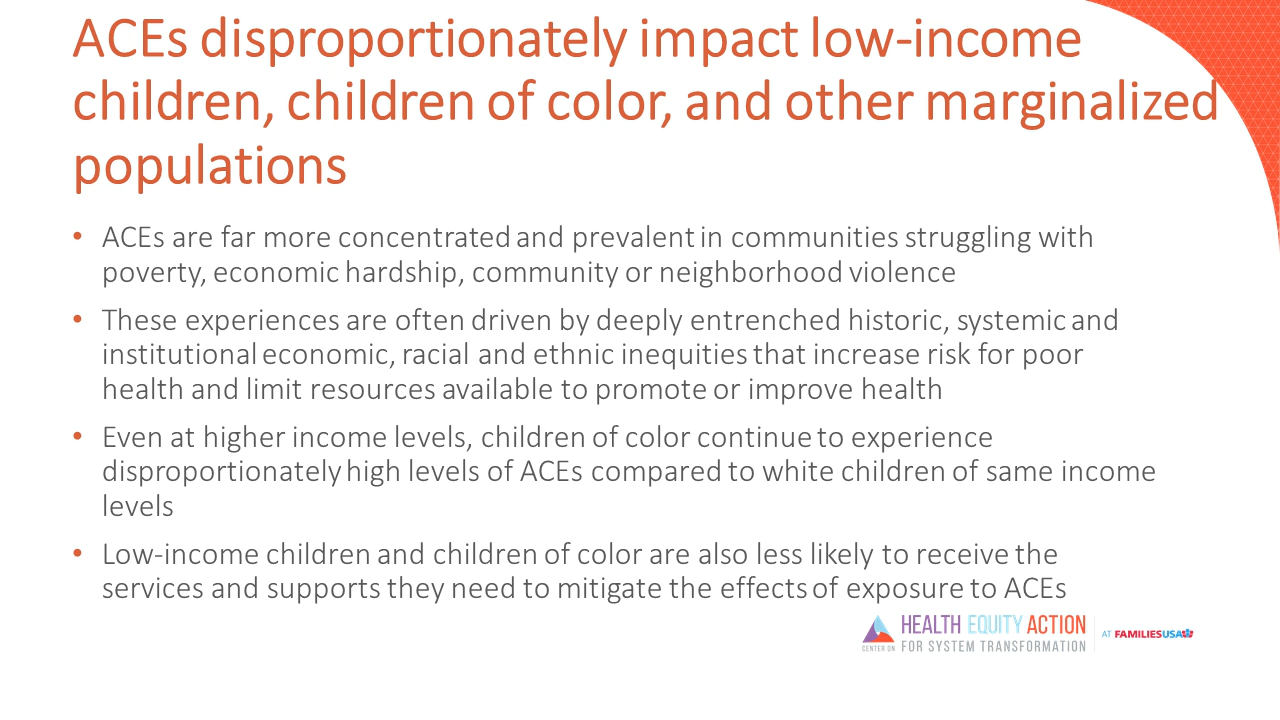 ACEs disproportionately impact low-income
children, children of color, and other marginalized
populations
• ACEs are far more concentrated and prevalent in communities struggling with
poverty, economic hardship, community or neighborhood violence
• These experiences are often driven by deeply entrenched historic, systemic and
institutional economic, racial and ethnic inequities that increase risk for poor
health and limit resources available to promote or improve health
• Even at higher income levels, children of color continue to experience
disproportionately high levels of ACEs compared to white children of same income
levels
• Low-income children and children of color are also less likely to receive the
services and supports they need to mitigate the effects of exposure to ACEs
HEALTH EQUITY ACTION
CENTER ON FOR SYSTEM TRANSFORMATION
AT FAMILIESUSA